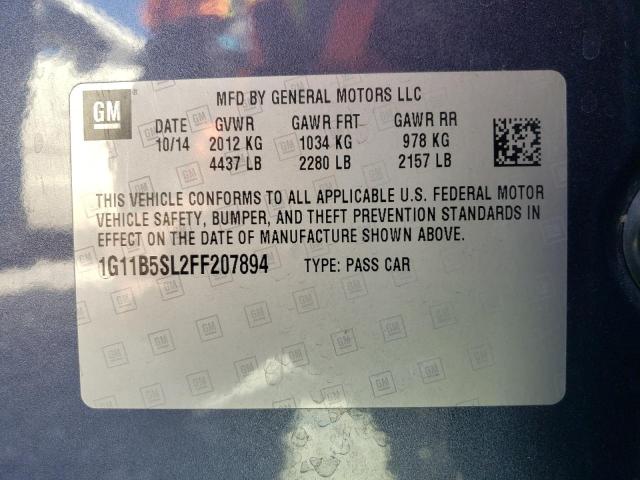 GM
MFD BY GENERAL MOTORS LLC
DATE GVWR GAWR FRT GAWR RR
10/14 2012 KG 1034 KG 978 KG
4437 LB 2280 LB 2157 LB
THIS VEHICLE CONFORMS TO ALL APPLICABLE U.S. FEDERAL MOTOR
VEHICLE SAFETY, BUMPER, AND THEFT PREVENTION STANDARDS IN
EFFECT ON THE DATE OF MANUFACTURE SHOWN ABOVE.
1G11B5SL2FF207894 TYPE: PASS CAR